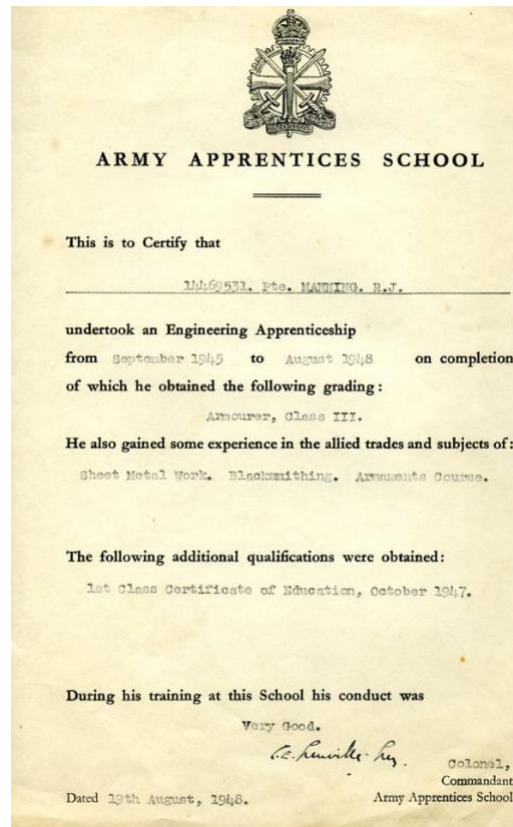 ARMY APPRENTICES SCHOOL
This is to Certify that
14469531. Pte. MANNING. R.J.
undertook an Engineering Apprenticeship
from September 1945 to August 1948 on completion
of which he obtained the following grading:
Armourer, Class III.
He also gained some experience in the allied trades and subjects of:
Sheet Metal Work. Blacksmithing. Armaments Course.
The following additional qualifications were obtained:
1st Class Certificate of Education, October 1947.
During his training at this School his conduct was
Very Good.
Colonel,
Commandant
Dated 19th August, 1948. Army Apprentices School